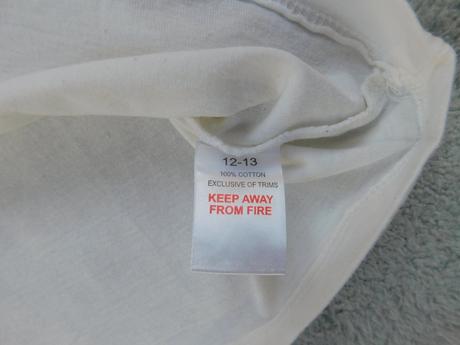 12-13
100% COTTON
EXCLUSIVE OF TRIMS
KEEP AWAY
FROM FIRE